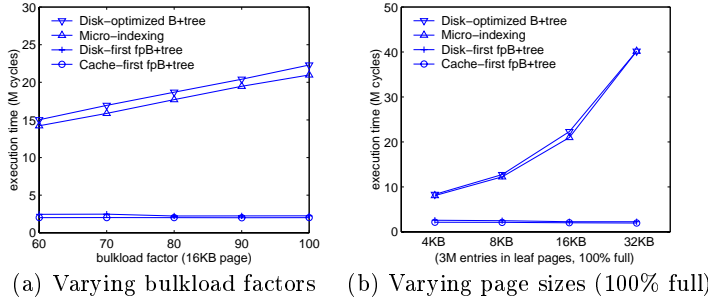 30
25
20
15
10
5
0
execution time (M cycles)
Disk-optimized B+tree
Micro-indexing
Disk-first fpB+tree
Cache-first fpB+tree
60 70 80 90 100
bulkload factor (16KB page)
(a) Varying bulkload factors
50
40
30
20
10
0
execution time (M cycles)
Disk-optimized B+tree
Micro-indexing
Disk-first fpB+tree
Cache-first fpB+tree
4KB 8KB 16KB 32KB
(3M entries in leaf pages, 100% full)
(b) Varying page sizes (100% full)